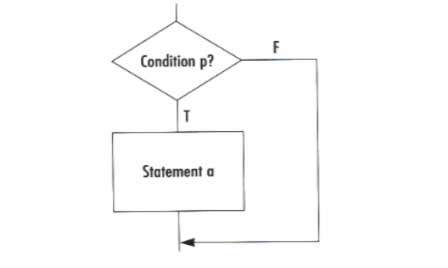 Condition p?
F
T
Statement a